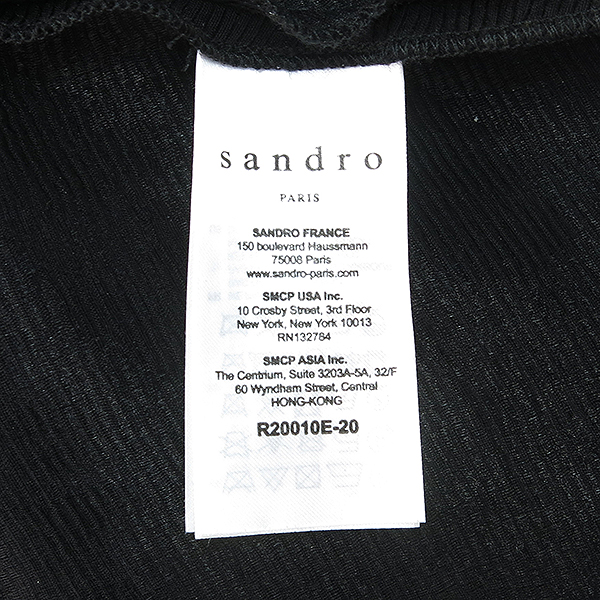 sandro
PARIS
SANDRO FRANCE
150 boulevard Haussmann
75008 Paris
www.sandro-paris.com
SMCP USA Inc.
10 Crosby Street, 3rd Floor
New York, New York 10013
RN132784
SMCP ASIA Inc.
The Centrium, Suite 3203A-5A, 32/F
60 Wyndham Street, Central
HONG-KONG
R20010E-20